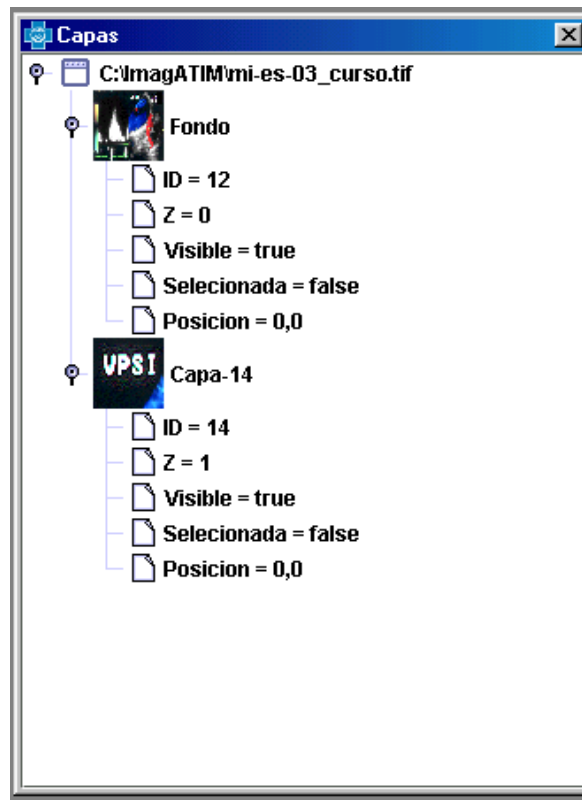 Capas
C:\ImagATIM\mi-es-03_curso.tif
Fondo
ID = 12
Z = 0
Visible = true
Selecionada = false
Posicion = 0,0
VPSI
Capa-14
ID = 14
Z = 1
Visible = true
Selecionada = false
Posicion = 0,0